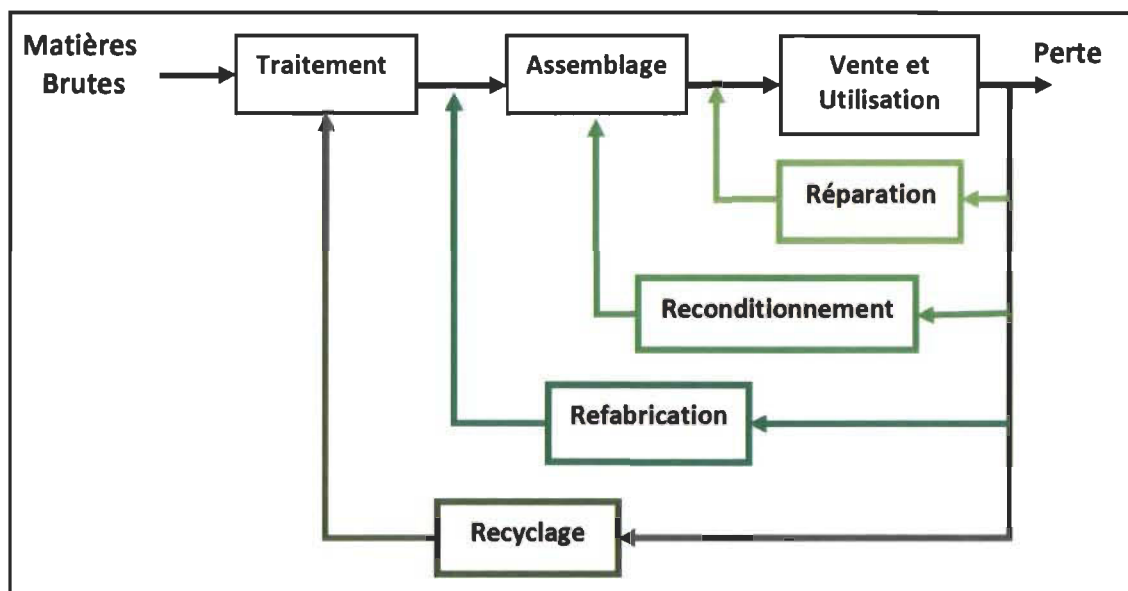 Matières
Brutes
Traitement
Assemblage
Vente et
Utilisation
Perte
Réparation
Reconditionnement
Refabrication
Recyclage